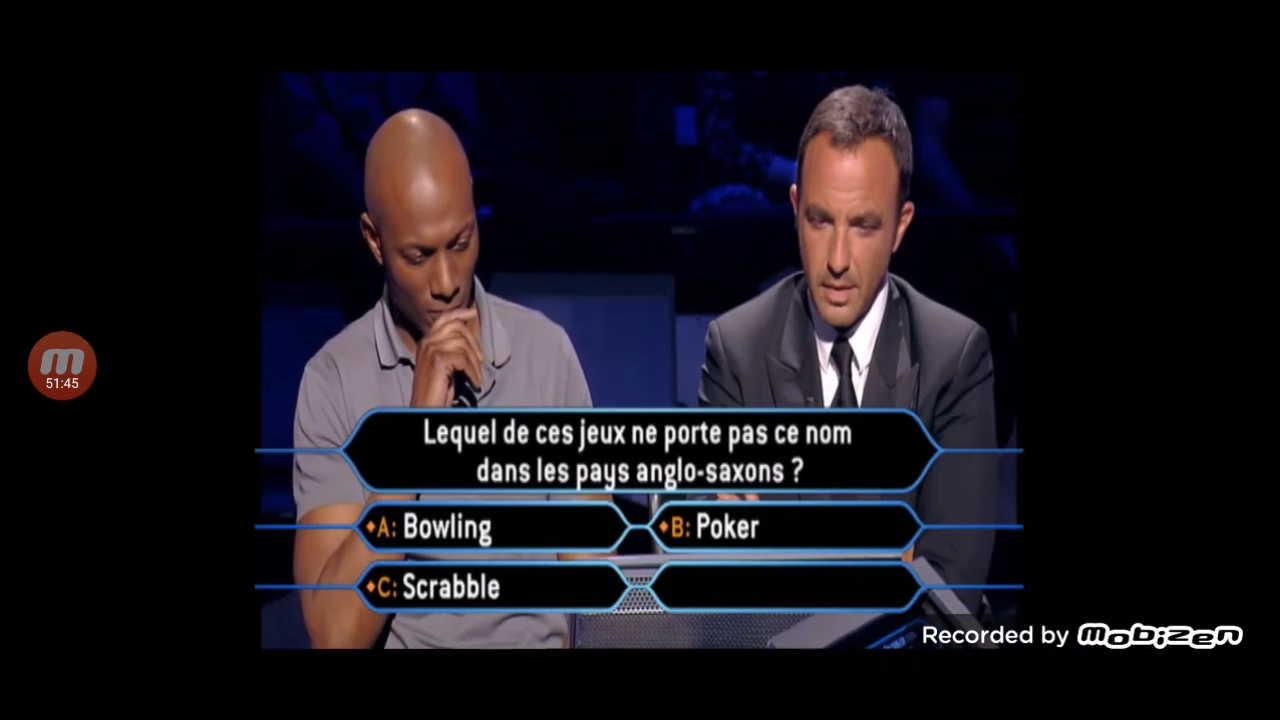 Lequel de ces jeux ne porte pas ce nom
dans les pays anglo-saxons ?
◆A: Bowling
◆B: Poker
◆C: Scrabble
51:45
Recorded by Mobizen